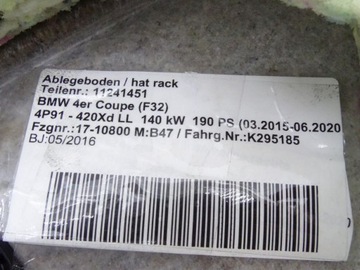 Ablegeboden / hat rack
Teilenr.: 11241451
BMW 4er Coupe (F32)
4P91 - 420Xd LL 140 kW 190 PS (03.2015-06.2020
Fzgnr.:17-10800 M:B47 / Fahrg.Nr.:K295185
BJ:05/2016